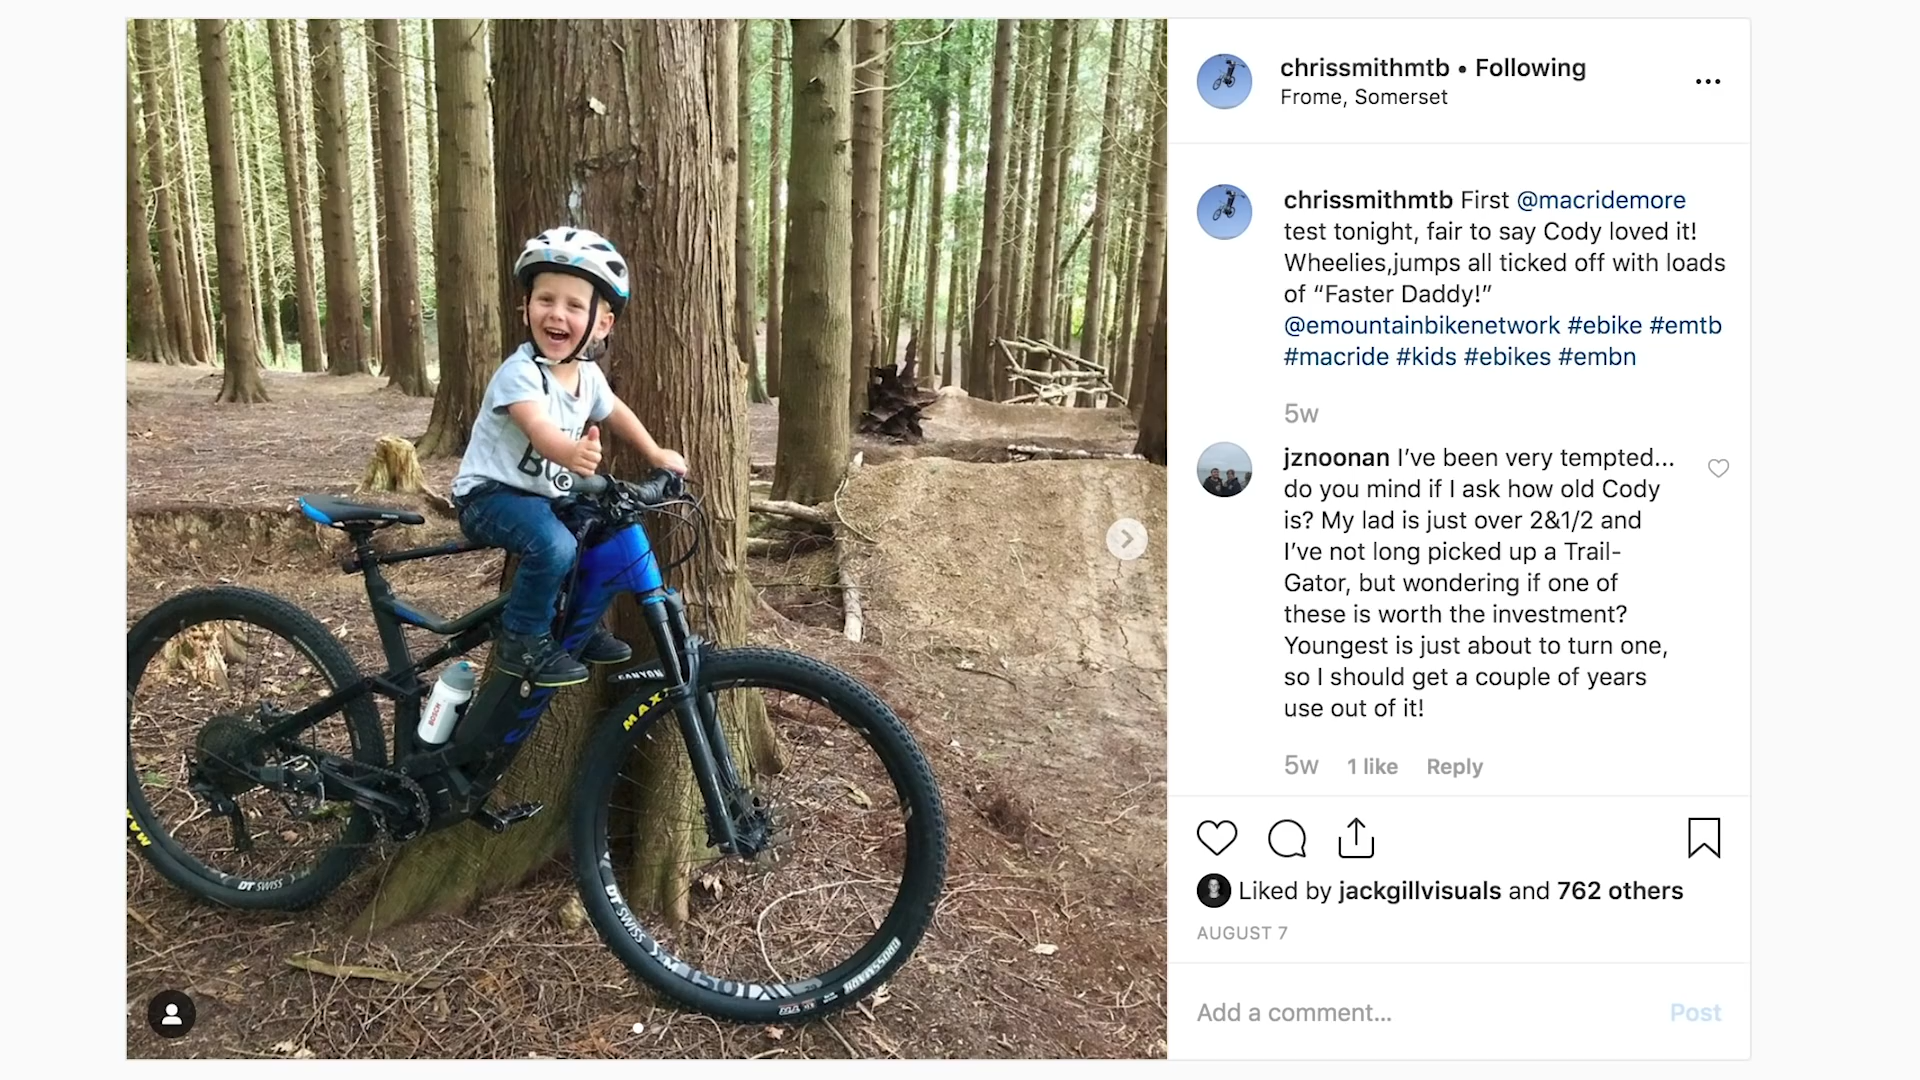 chrissmithmtb • Following
Frome, Somerset
chrissmithmtb First @macridemore
test tonight, fair to say Cody loved it!
Wheelies,jumps all ticked off with loads
of “Faster Daddy!”
@emountainbikenetwork #ebike #emtb
#macride #kids #ebikes #embn
5w
jznoonan I’ve been very tempted...
do you mind if I ask how old Cody
is? My lad is just over 2&1/2 and
I’ve not long picked up a Trail-
Gator, but wondering if one of
these is worth the investment?
Youngest is just about to turn one,
so I should get a couple of years
use out of it!
5w 1 like Reply
Liked by jackgillvisuals and 762 others
AUGUST 7
Add a comment... Post
CANYON
MAXX
BOSCH
DT SWISS
DT SWISS
CROSSMARK